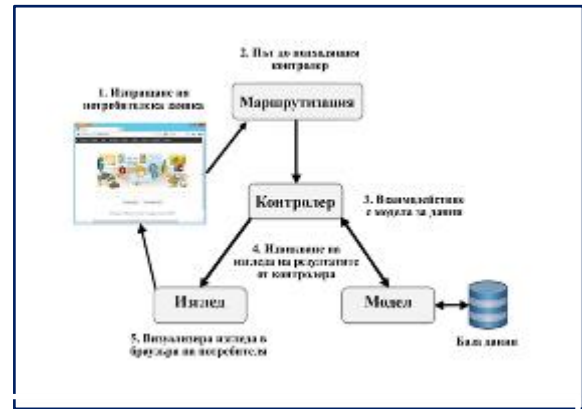 2. Път до подходящия
контролер
1. Изпращане на
потребителска заявка
Маршрутизация
Контролер
3. Взаимодействие
с модела за данни
4. Извикване на
изгледа на резултатите
от контролера
Изглед
Модел
5. Визуализира изгледа в
браузъра на потребителя
База данни